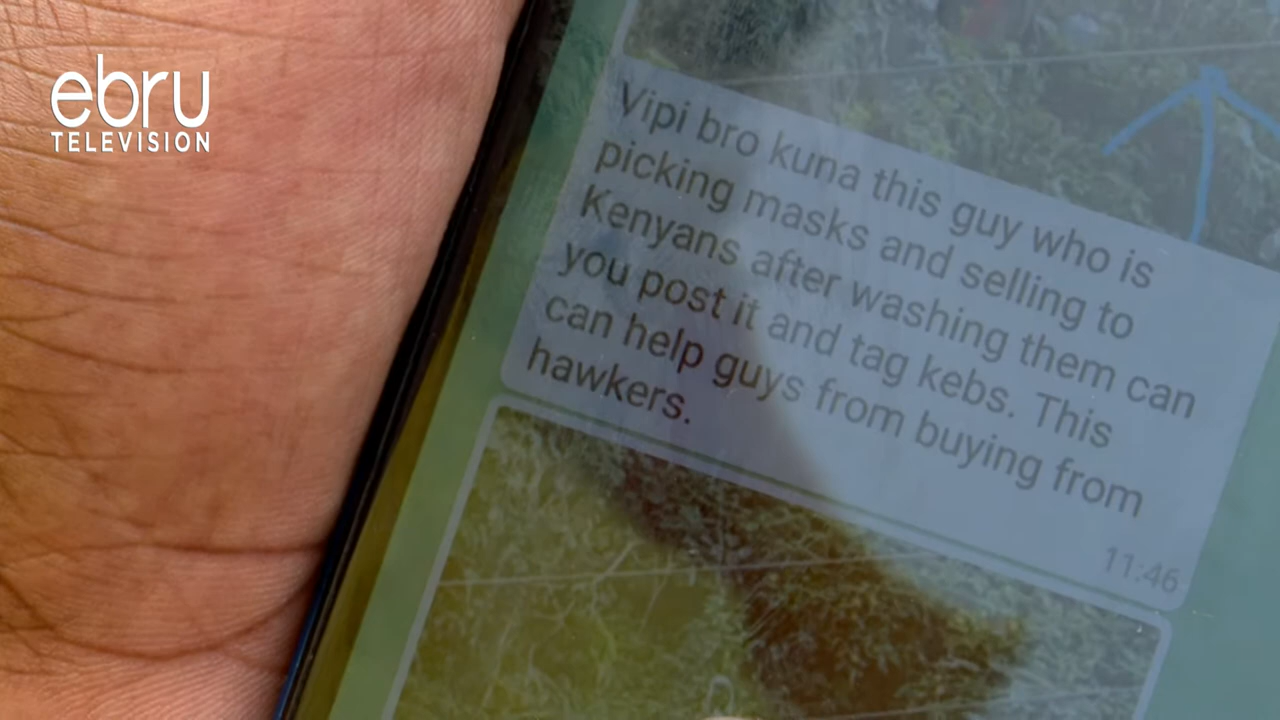 ebru
TELEVISION
Vipi bro kuna this guy who is
picking masks and selling to
Kenyans after washing them can
you post it and tag kebs. This
can help guys from buying from
hawkers.
11:46